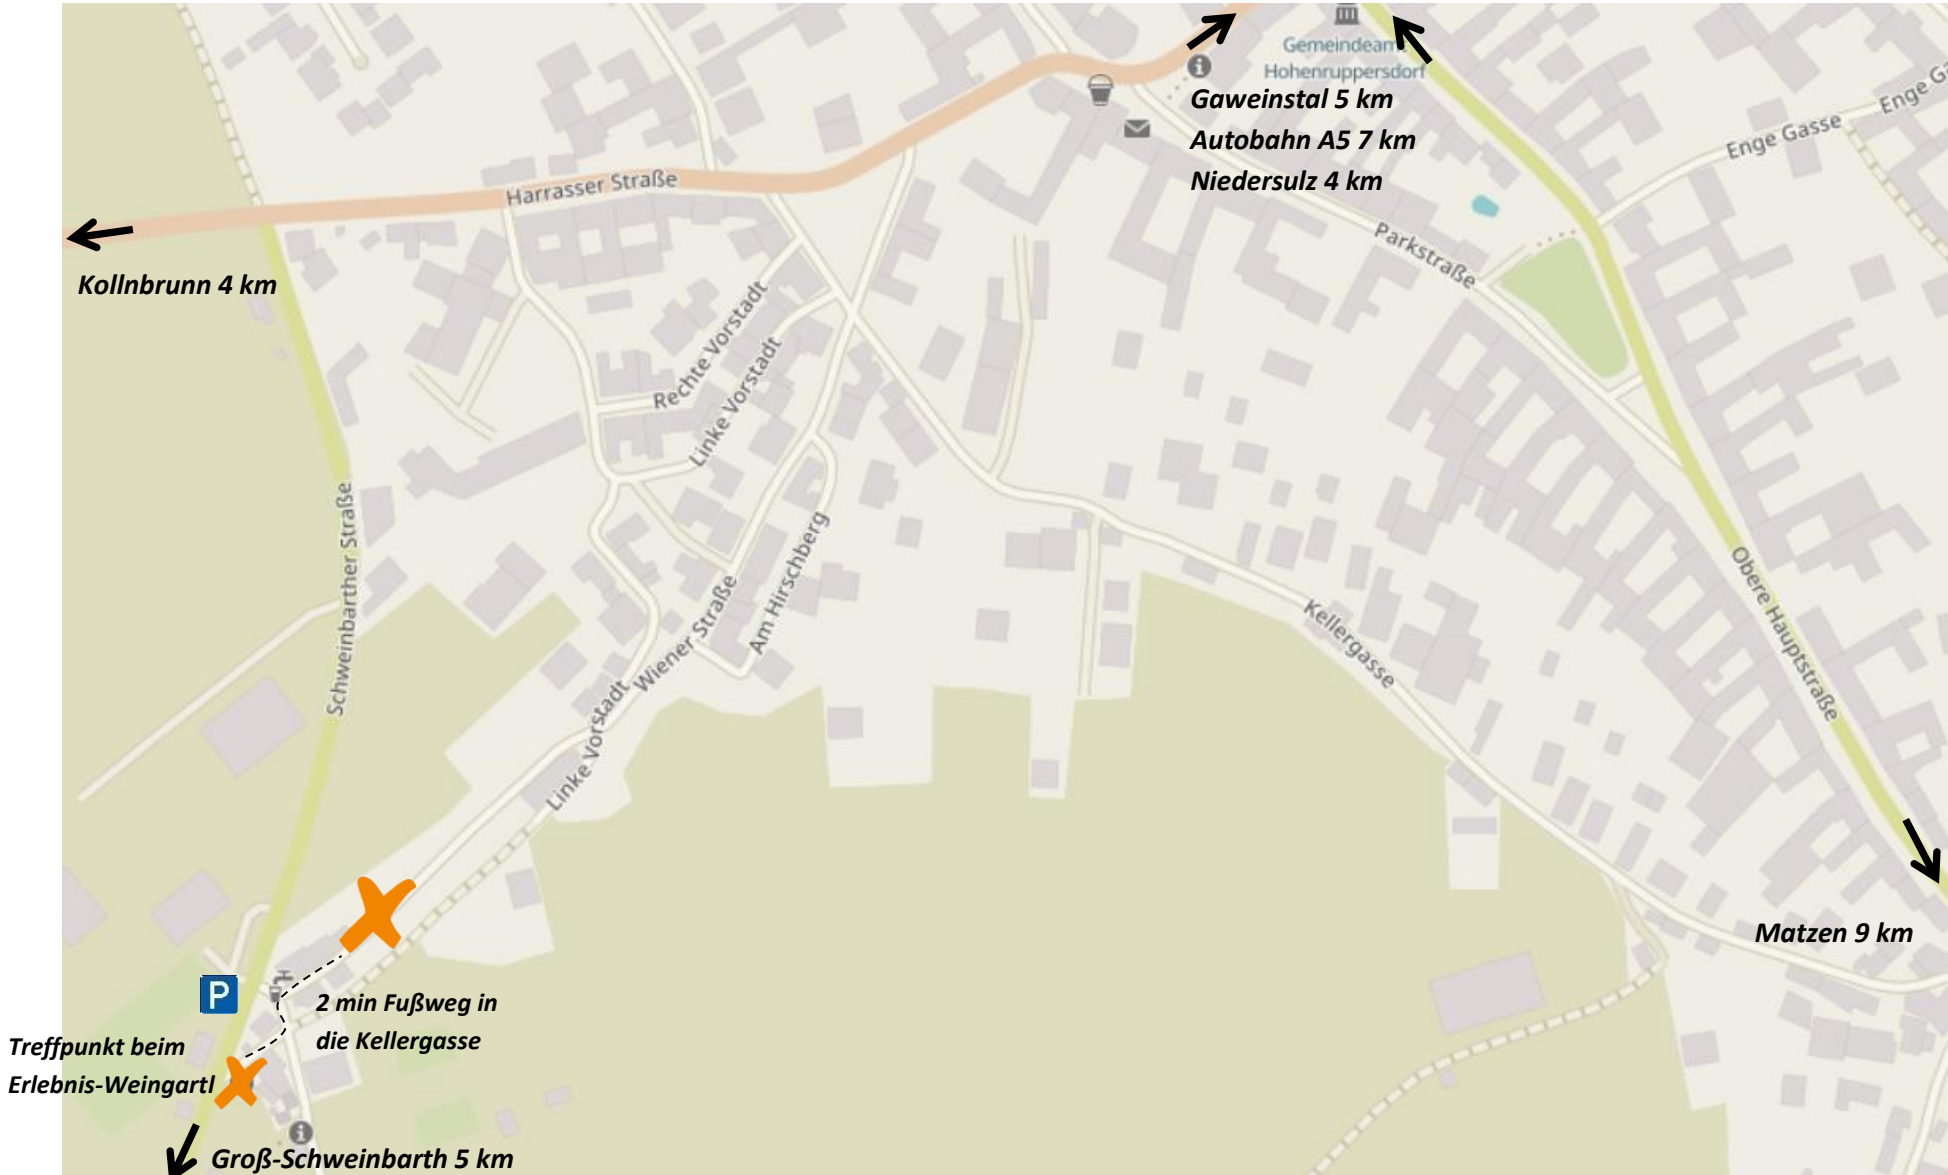 Gemeindeamt
Hohenruppersdorf
Gaweinstal 5 km
Autobahn A5 7 km
Niedersulz 4 km
Enge Gasse
Enge Ga
Harrasser Straße
Parkstraße
Kollnbrunn 4 km
Rechte Vorstadt
Linke Vorstadt
Schweinbarther Straße
Am Hirschberg
Wiener Straße
Kellergasse
Obere Hauptstraße
Linke Vorstadt
Matzen 9 km
P
2 min Fußweg in
die Kellergasse
Treffpunkt beim
Erlebnis-Weingartl
Groß-Schweinbarth 5 km